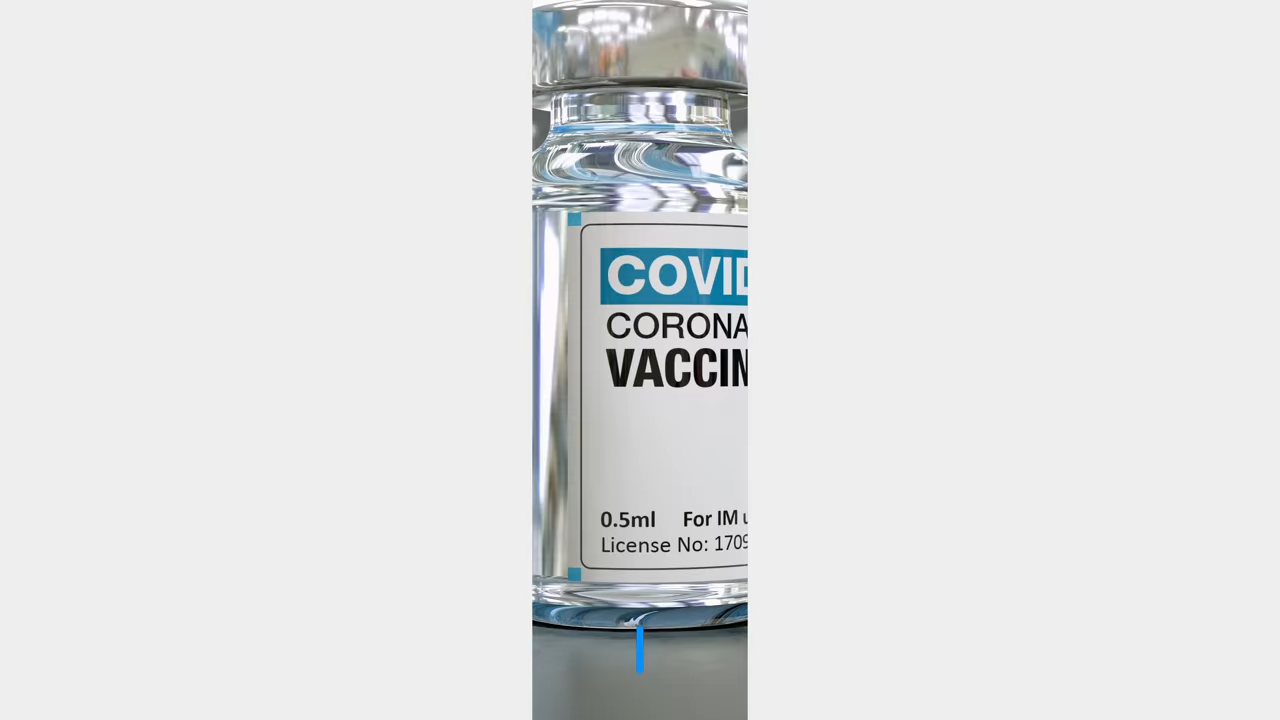 COVID
CORONA
VACCIN
0.5ml For IM u
License No: 1709